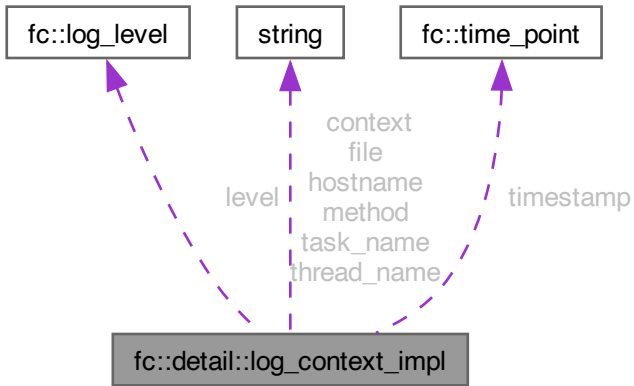 fc::log_level
string
fc::time_point
context
file
hostname
level
method
timestamp
task_name
thread_name
fc::detail::log_context_impl